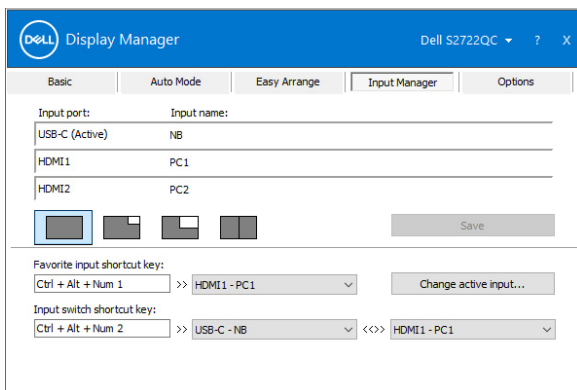 DELL Display Manager Dell S2722QC ? X
Basic Auto Mode Easy Arrange Input Manager Options
Input port: Input name:
USB-C (Active) NB
HDMI1 PC1
HDMI2 PC2
Save
Favorite input shortcut key:
Ctrl + Alt + Num 1 >> HDMI1 - PC1 Change active input...
Input switch shortcut key:
Ctrl + Alt + Num 2 >> USB-C - NB <<>> HDMI1 - PC1